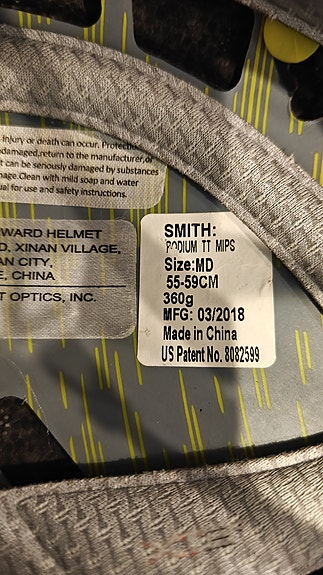 -injury or death can occur. Protectio
damaged,return to the manufacturer,or
t can be seriously damaged by substances
mage.Clean with mild soap and water
ual for use and safety instructions.
WARD HELMET
D, XINAN VILLAGE,
AN CITY,
E, CHINA
T OPTICS, INC.
SMITH:
PODIUM TT MIPS
Size:MD
55-59CM
360g
MFG: 03/2018
Made in China
US Patent No. 8082599